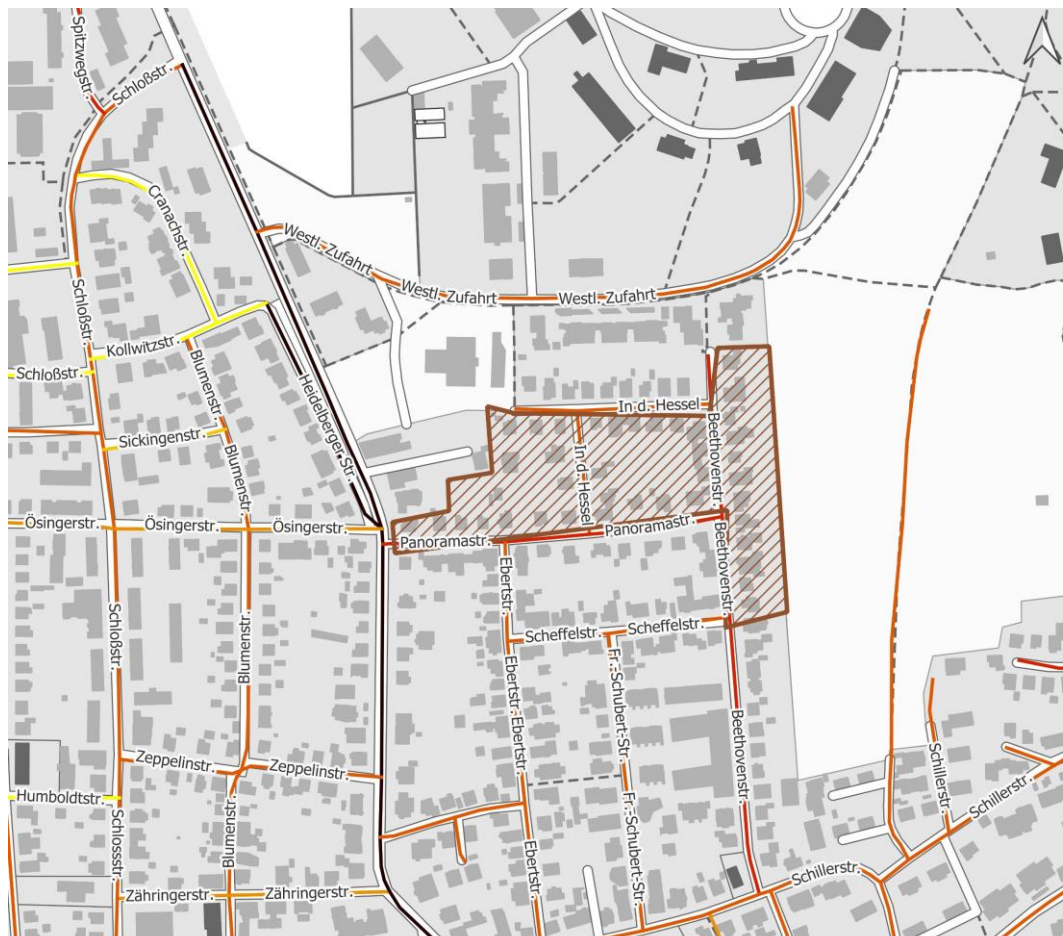 Spitzwegstr.
Schloßstr.
Cranachstr.
Westl. Zufahrt
Westl. Zufahrt
Westl. Zufahrt
Schloßstr.
Kollwitzstr.
Schloßstr.
Blumenstr.
Heidelberger Str.
In d. Hessel
Beethovenstr.
Sickingenstr.
Blumenstr.
In d. Hessel
Ösingerstr.
Ösingerstr.
Ösingerstr.
Panoramastr.
Panoramastr.
Beethovenstr.
Ebertstr.
Scheffelstr.
Scheffelstr.
Schloßstr.
Blumenstr.
Ebertstr.
Ebertstr.
Fr.-Schubert-Str.
Beethovenstr.
Zeppelinstr.
Zeppelinstr.
Schillerstr.
Schillerstr.
Humboldtstr.
Schlossstr.
Blumenstr.
Ebertstr.
Fr.-Schubert-Str.
Schillerstr.
Zähringerstr.
Zähringerstr.